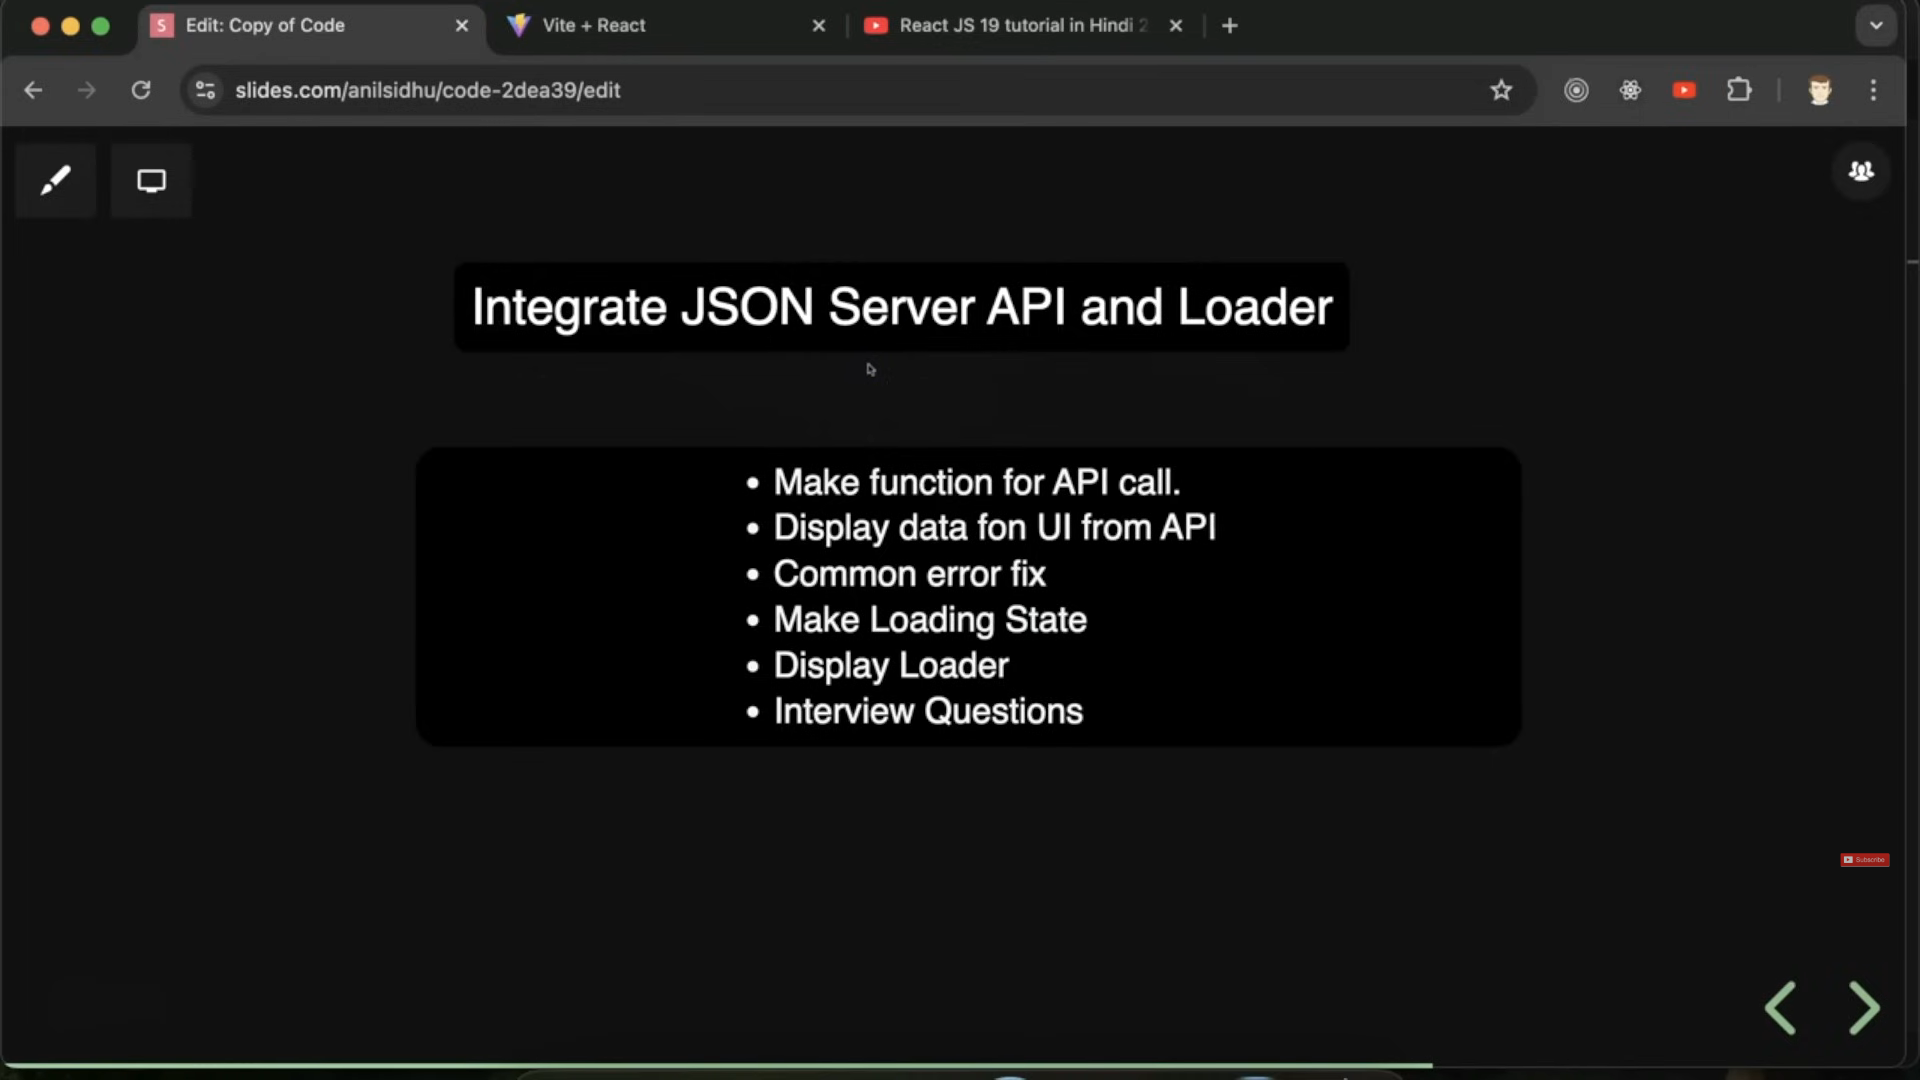 S Edit: Copy of Code
Vite + React
React JS 19 tutorial in Hindi 2
slides.com/anilsidhu/code-2dea39/edit
Integrate JSON Server API and Loader
• Make function for API call.
• Display data fon UI from API
• Common error fix
• Make Loading State
• Display Loader
• Interview Questions
Subscribe